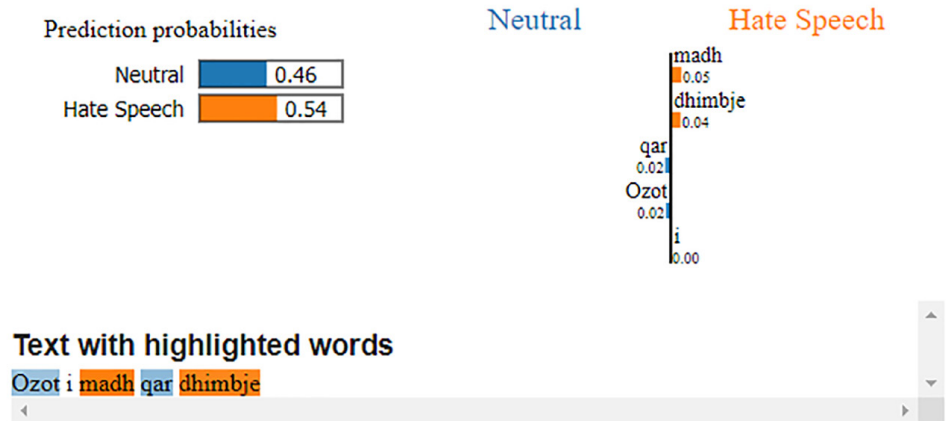 Prediction probabilities
Neutral 0.46
Hate Speech 0.54
Neutral Hate Speech
madh
0.05
dhimbje
0.04
qar
0.02
Ozot
0.02
i
0.00
Text with highlighted words
Ozot i madh qar dhimbje